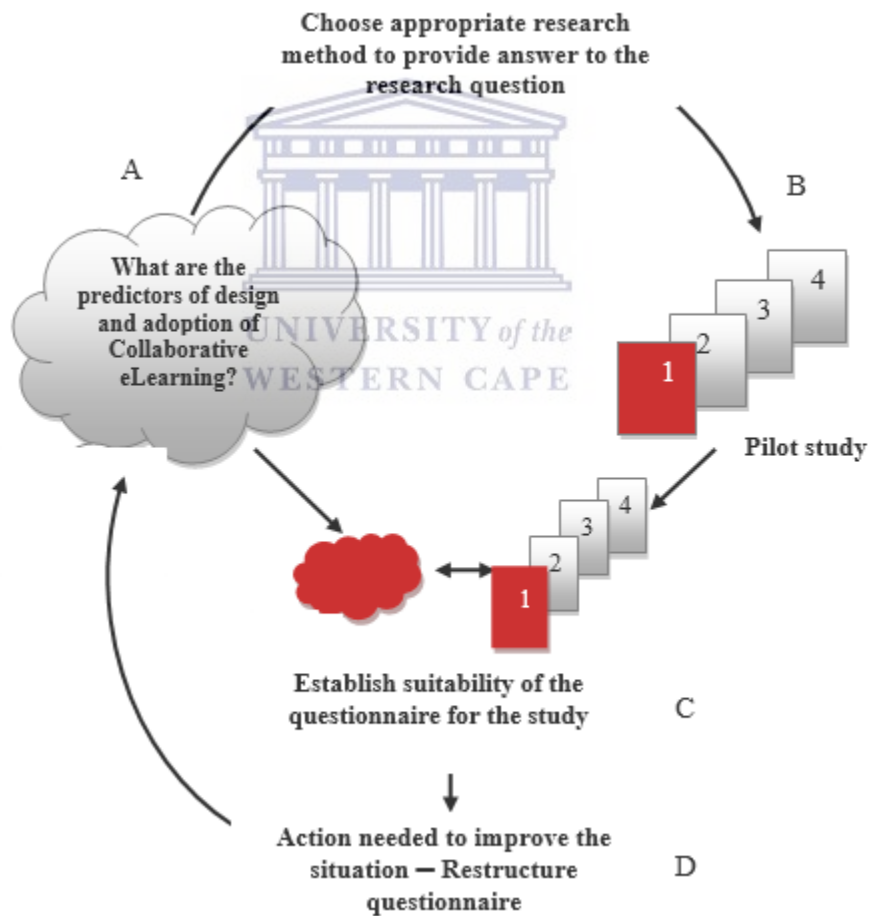 Choose appropriate research
method to provide answer to the
research question
A
B
What are the
predictors of design
and adoption of
Collaborative
eLearning?
UNIVERSITY of the
WESTERN CAPE
4
3
2
1
Pilot study
4
3
2
1
Establish suitability of the
questionnaire for the study
C
Action needed to improve the
situation — Restructure
questionnaire
D